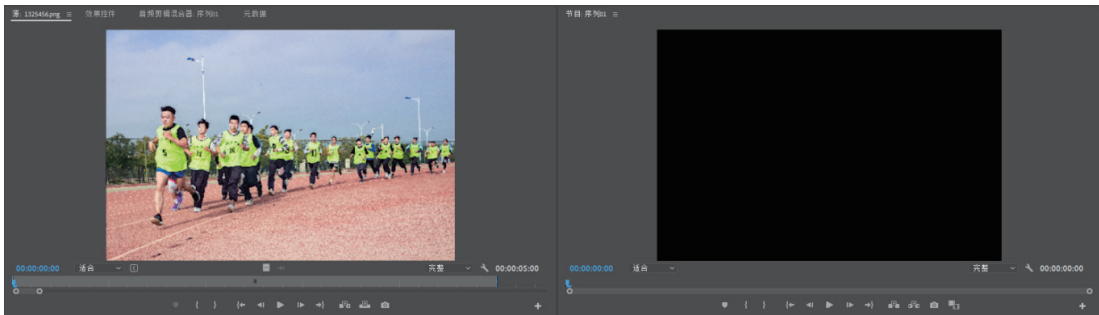 源: 1325456.png 效果控件 音频剪辑混合器: 序列01 元数据
节目: 序列01
00:00:00:00 适合 完整 00:00:05:00
00:00:00:00 适合 完整 00:00:00:00